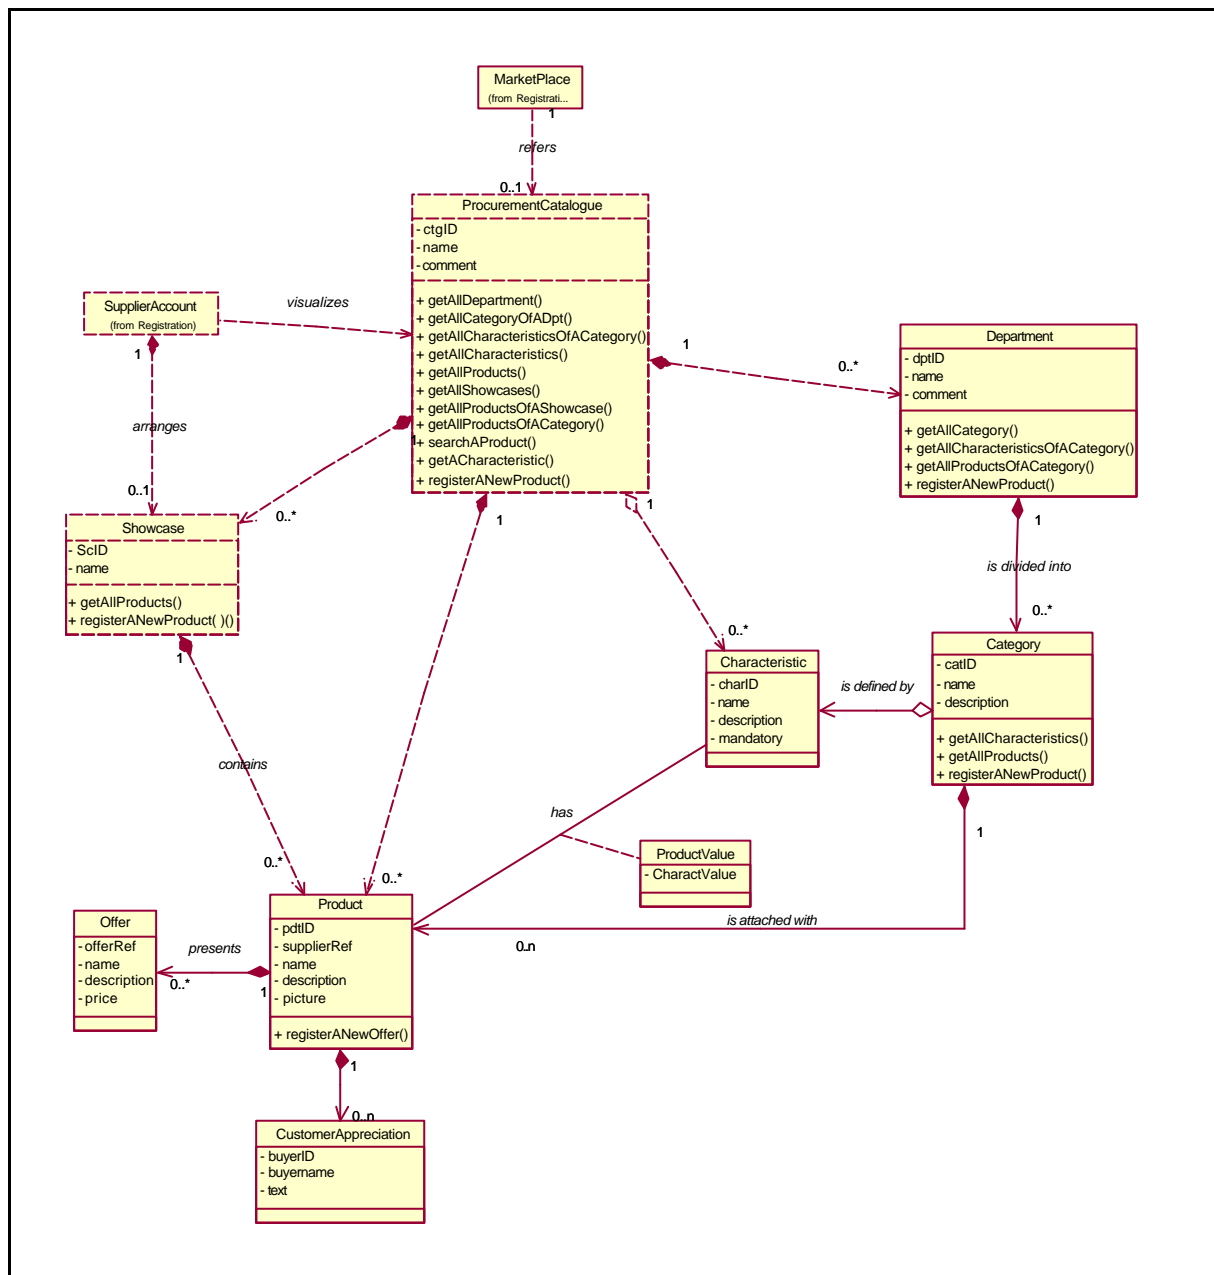 MarketPlace
(from Registrati...
1
refers
0..1
ProcurementCatalogue
- ctgID
- name
- comment
+ getAllDepartment()
+ getAllCategoryOfADpt()
+ getAllCharacteristicsOfACategory()
+ getAllCharacteristics()
+ getAllProducts()
+ getAllShowcases()
+ getAllProductsOfAShowcase()
+ getAllProductsOfACategory()
+ searchAProduct()
+ getACharacteristic()
+ registerANewProduct()
SupplierAccount
(from Registration)
visualizes
1
arranges
0..1
1
0..*
Showcase
- ScID
- name
+ getAllProducts()
+ registerANewProduct( )()
1
contains
0..*
1
0..*
1
0..*
1
0..*
Department
- dptID
- name
- comment
+ getAllCategory()
+ getAllCharacteristicsOfACategory()
+ getAllProductsOfACategory()
+ registerANewProduct()
1
is divided into
0..*
Category
- catID
- name
- description
+ getAllCharacteristics()
+ getAllProducts()
+ registerANewProduct()
is defined by
Characteristic
- charID
- name
- description
- mandatory
has
ProductValue
- CharactValue
1
is attached with
0..n
Product
- pdtID
- supplierRef
- name
- description
- picture
+ registerANewOffer()
Offer
- offerRef
- name
- description
- price
presents
0..*
1
1
0..n
CustomerAppreciation
- buyerID
- buyername
- text